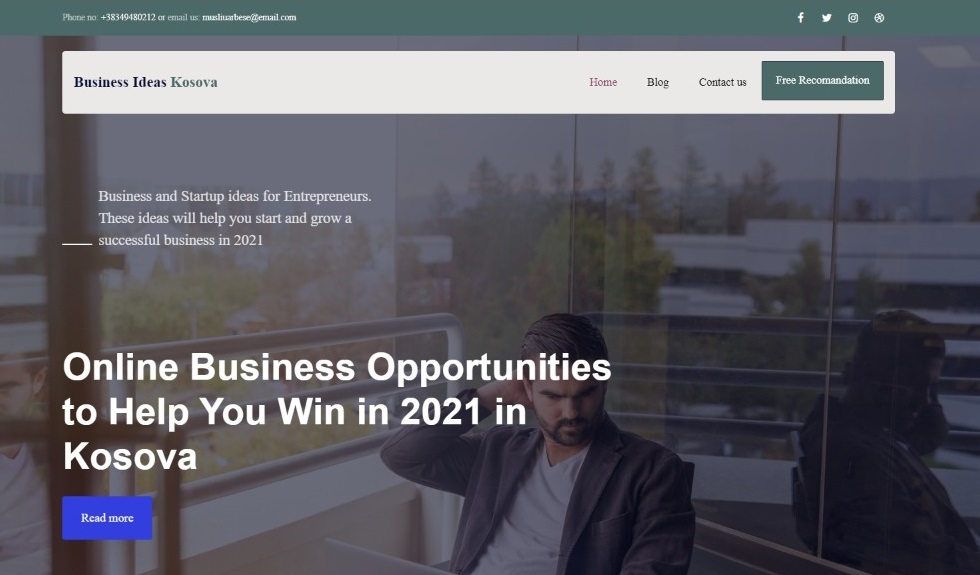 Phone no: +38349480212 or email us: musliuarbese@email.com
Business Ideas Kosova
Home
Blog
Contact us
Free Recomandation
Business and Startup ideas for Entrepreneurs.
These ideas will help you start and grow a
successful business in 2021
Online Business Opportunities
to Help You Win in 2021 in
Kosova
Read more